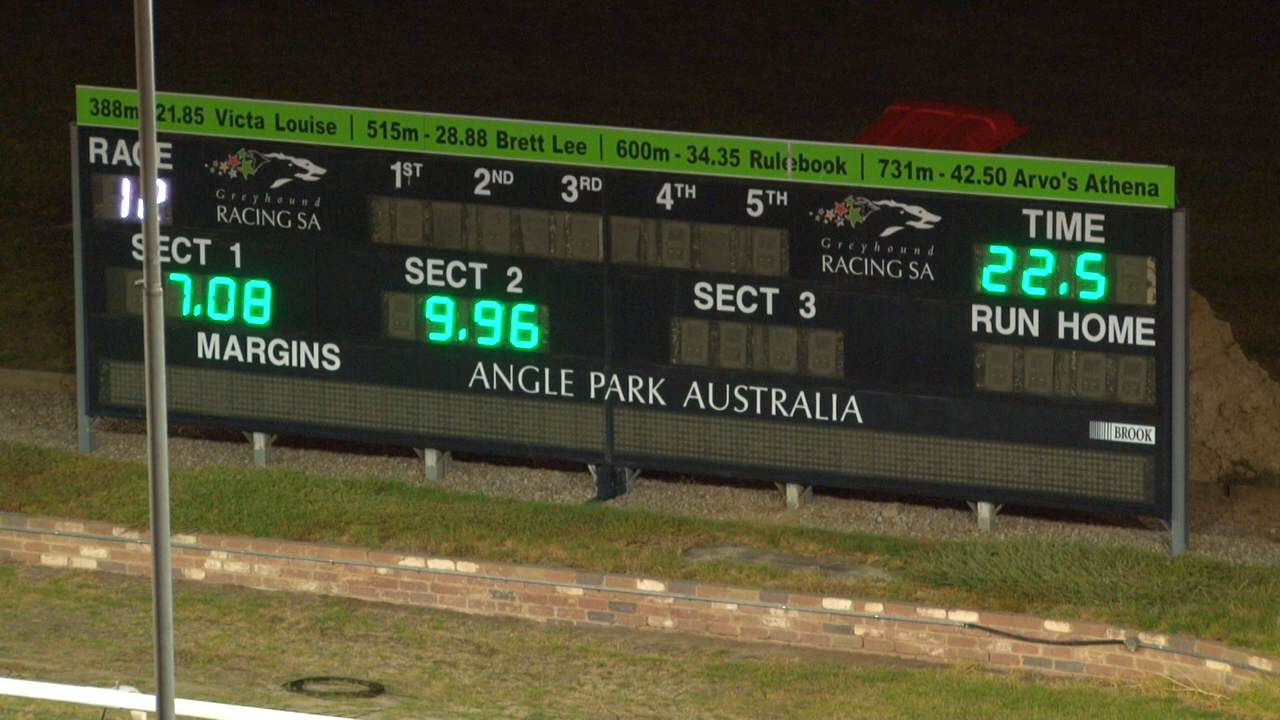 388m 21.85 Victa Louise | 515m - 28.88 Brett Lee | 600m - 34.35 Rulebook | 731m - 42.50 Arvo's Athena
RACE
1ST 2ND 3RD 4TH 5TH
Greyhound
RACING SA
Greyhound
RACING SA
TIME
22.5
SECT 1
7.08
SECT 2
9.96
SECT 3
RUN HOME
MARGINS
ANGLE PARK AUSTRALIA
BROOK